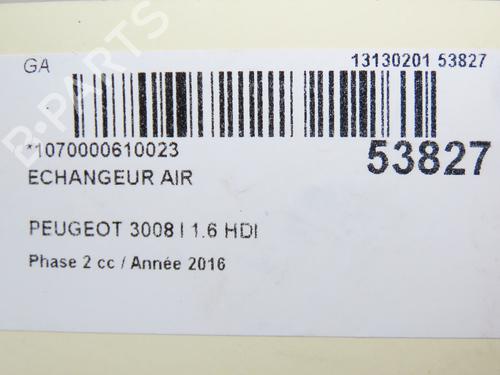 GA 13130201 53827
*1070000610023
53827
ECHANGEUR AIR
PEUGEOT 3008 I 1.6 HDI
Phase 2 cc / Année 2016
B-PARTS